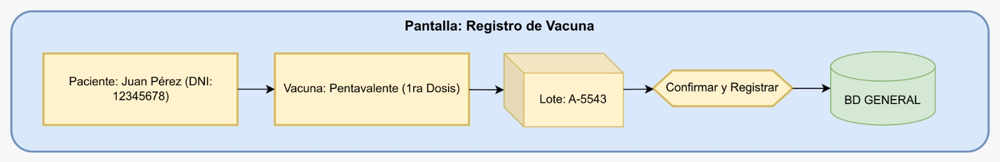 Pantalla: Registro de Vacuna
Paciente: Juan Pérez (DNI:
12345678)
Vacuna: Pentavalente (1ra Dosis)
Lote: A-5543
Confirmar y Registrar
BD GENERAL